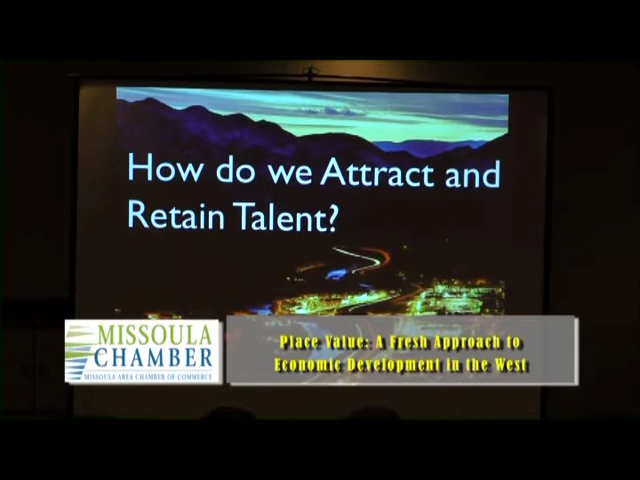 How do we Attract and
Retain Talent?
MISSOULA
CHAMBER
MISSOULA AREA CHAMBER OF COMMERCE
Place Value: A Fresh Approach to
Economic Development in the West